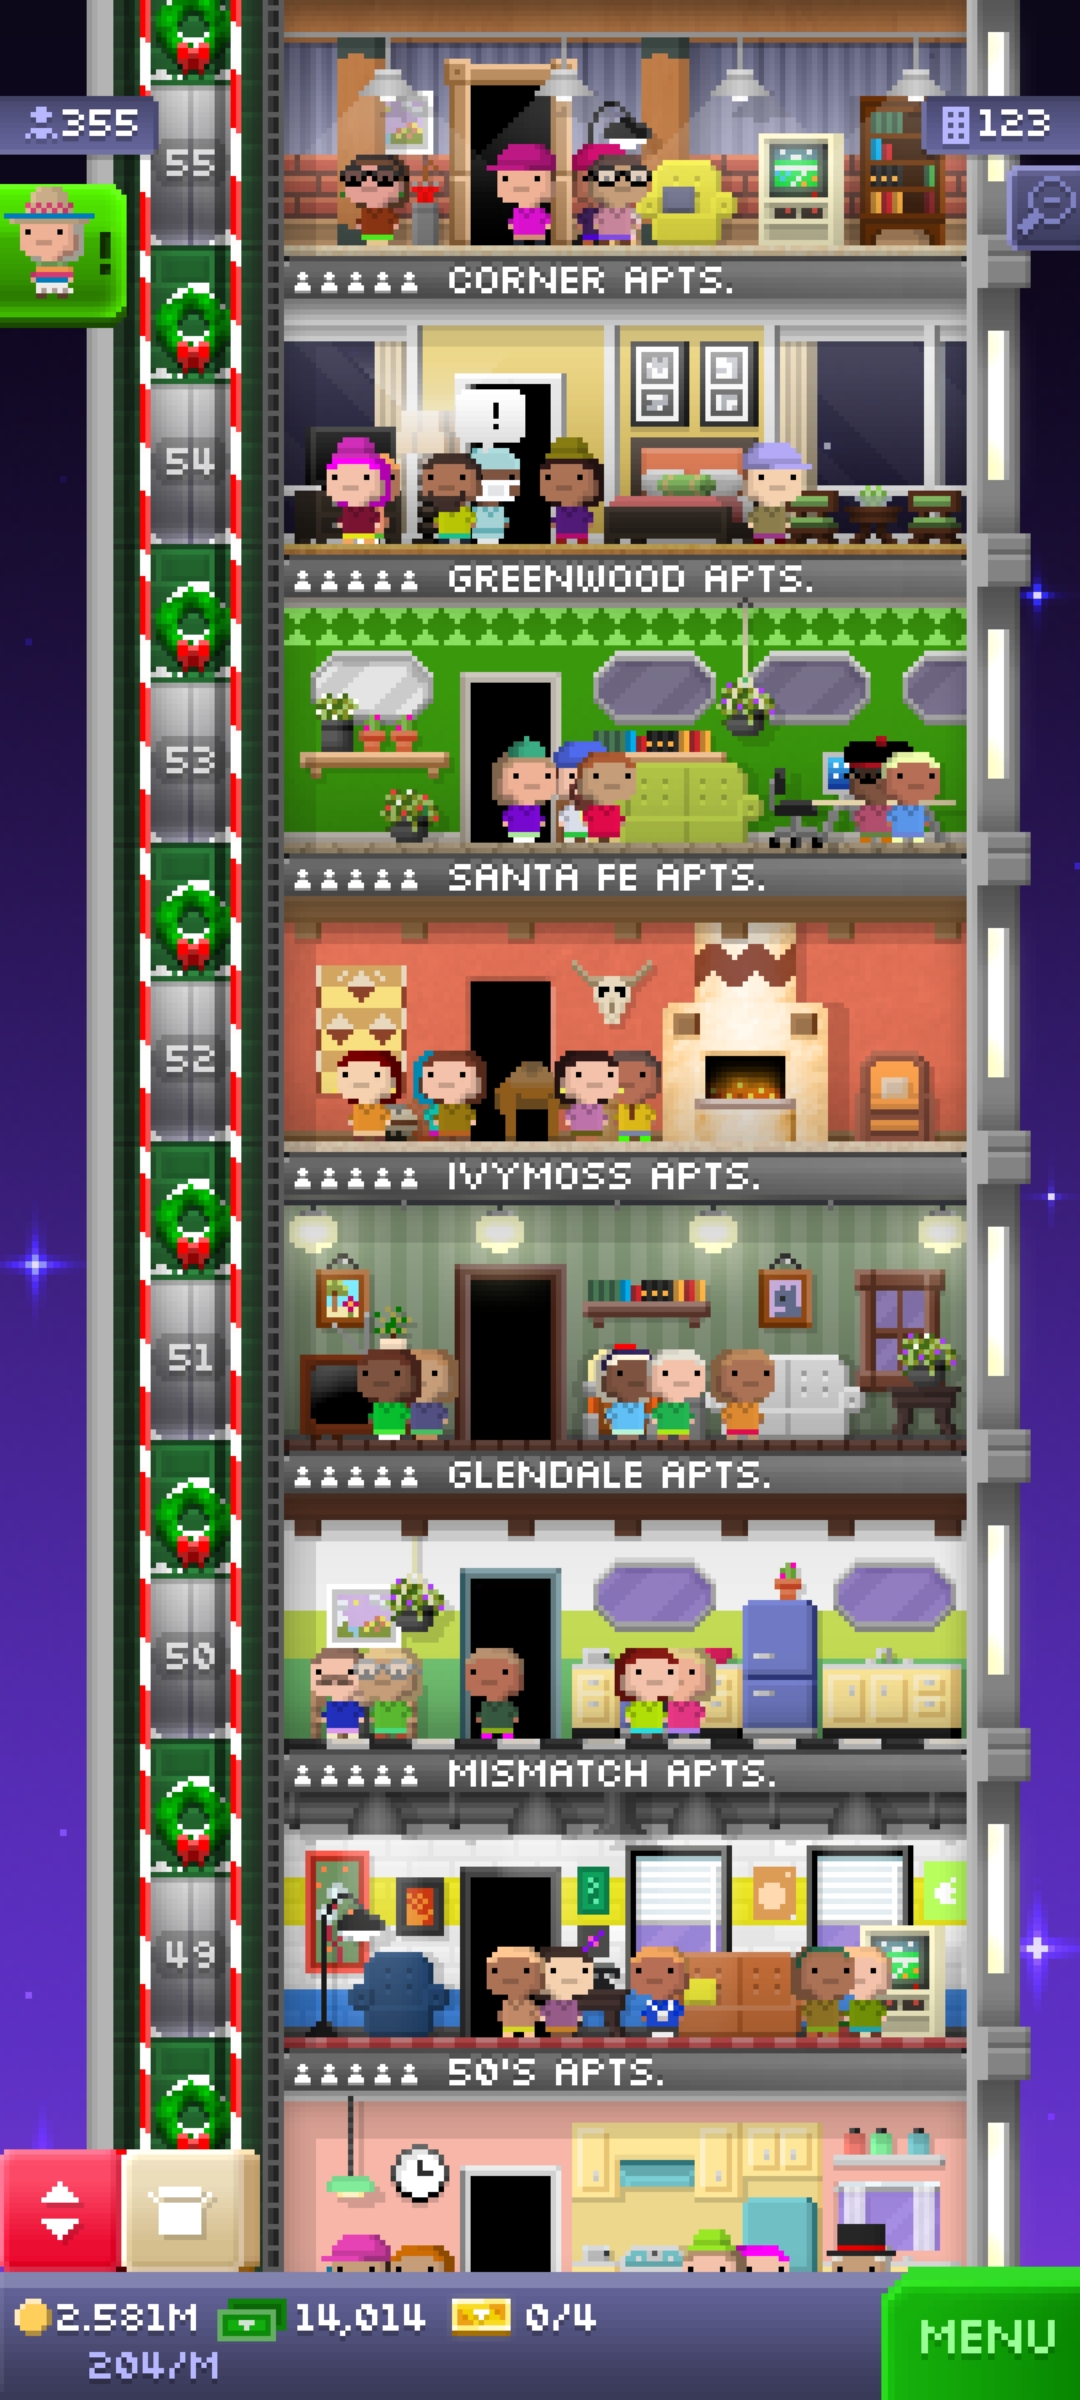 355
123
55
!
CORNER APTS.
!
54
GREENWOOD APTS.
53
SANTA FE APTS.
52
IVYMOSS APTS.
51
GLENDALE APTS.
50
MISMATCH APTS.
49
50'S APTS.
2.581M 14,014 0/4
204/M
MENU